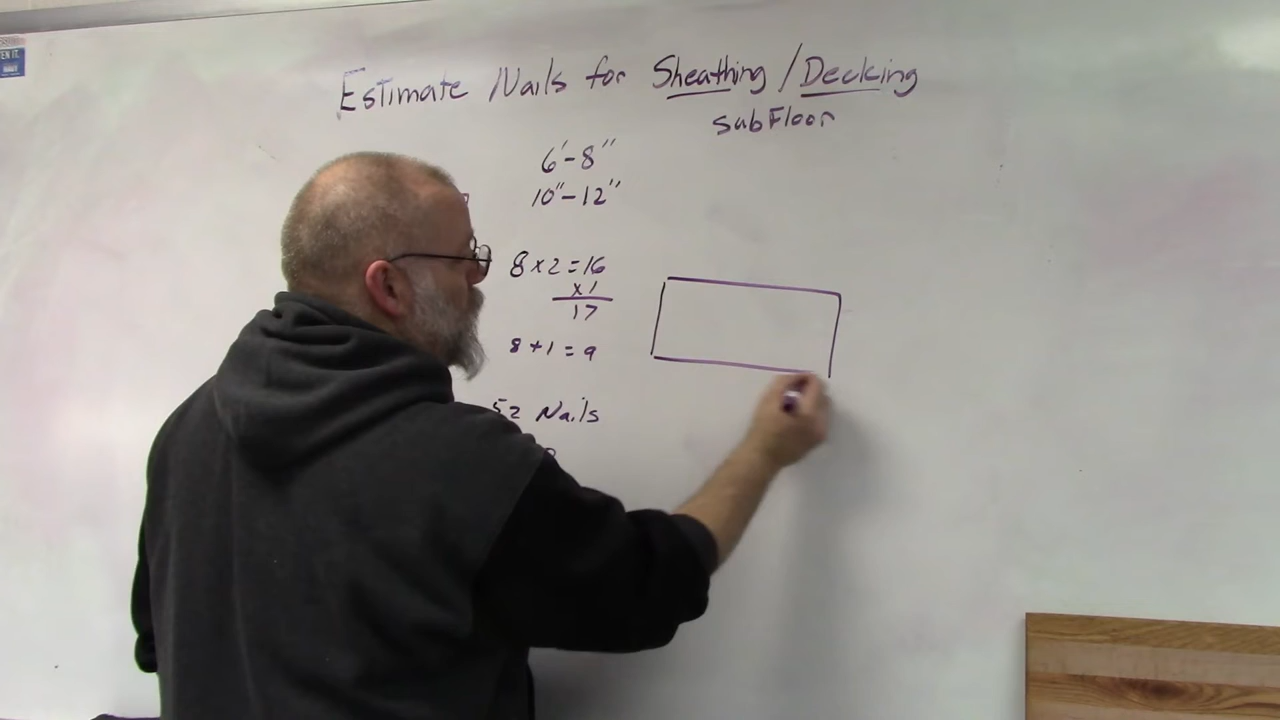 Estimate Nails for Sheathing / Decking
subFloor
6'-8"
10"-12"
8 x 2 = 16
x 1
17
8 + 1 = 9
52 Nails